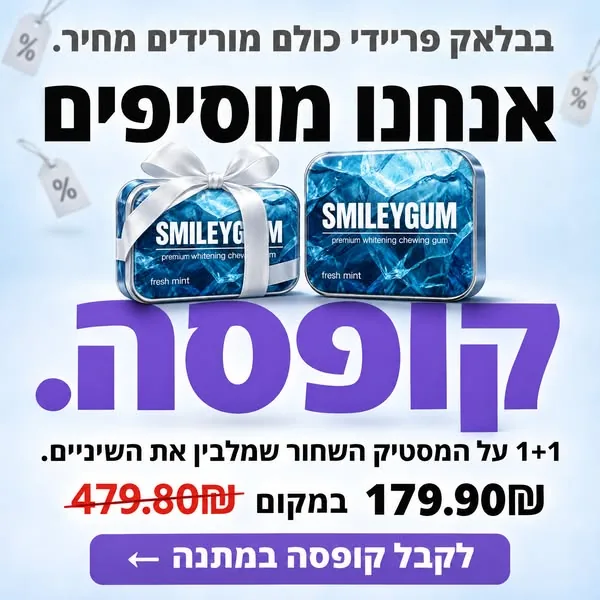 בבלאק פריידי כולם מורידים מחיר.
אנחנו מוסיפים
SMILEYGUM
premium whitening chewing gum
fresh mint
SMILEYGUM
premium whitening chewing gum
fresh mint
קופסה.
1+1 על המסטיק השחור שמלבין את השיניים.
179.90₪ במקום 479.80₪
לקבל קופסה במתנה ←
%
%
%